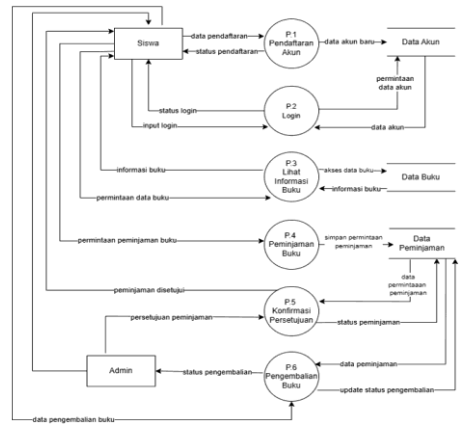 Siswa
data pendaftaran
status pendaftaran
P.1
Pendaftaran
Akun
data akun baru
Data Akun
permintaan
data akun
status login
input login
P.2
Login
data akun
informasi buku
permintaan data buku
P.3
Lihat
Informasi
Buku
akses data buku
informasi buku
Data Buku
permintaan peminjaman buku
P.4
Peminjaman
Buku
simpan permintaan
peminjaman
Data
Peminjaman
data
permintaaan
peminjaman
peminjaman disetujui
persetujuan peminjaman
P.5
Konfirmasi
Persetujuan
status peminjaman
Admin
status pengembalian
P.6
Pengembalian
Buku
data peminjaman
update status pengembalian
data pengembalian buku